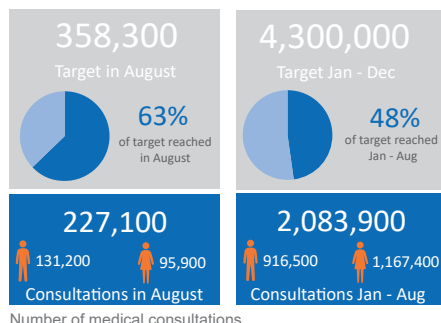 358,300
Target in August
63%
of target reached
in August
227,100
131,200
95,900
Consultations in August
4,300,000
Target Jan - Dec
48%
of target reached
Jan - Aug
2,083,900
916,500
1,167,400
Consultations Jan - Aug
Number of medical consultations